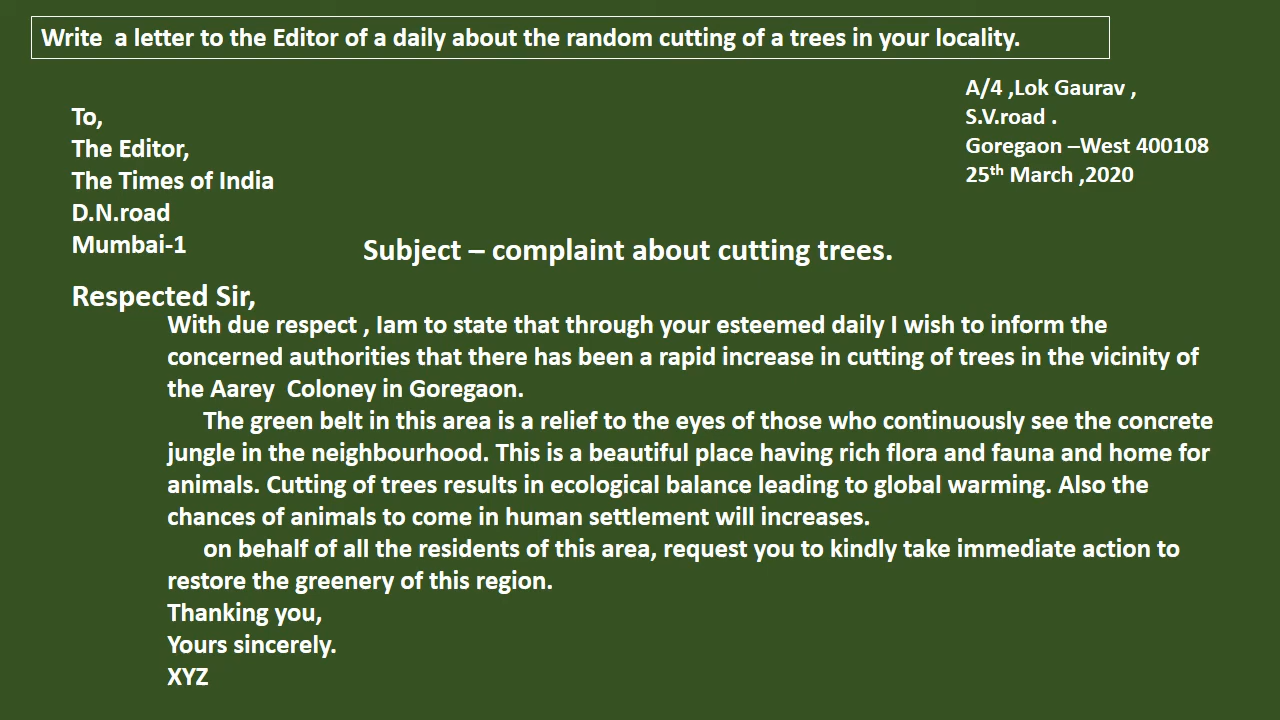 Write  a letter to the Editor of a daily about the random cutting of a trees in your locality.
A/4 ,Lok Gaurav ,
S.V.road .
Goregaon –West 400108
25th March ,2020
To,
The Editor,
The Times of India
D.N.road
Mumbai-1
Subject – complaint about cutting trees.
Respected Sir,
With due respect , Iam to state that through your esteemed daily I wish to inform the
concerned authorities that there has been a rapid increase in cutting of trees in the vicinity of
the Aarey  Coloney in Goregaon.
The green belt in this area is a relief to the eyes of those who continuously see the concrete
jungle in the neighbourhood. This is a beautiful place having rich flora and fauna and home for
animals. Cutting of trees results in ecological balance leading to global warming. Also the
chances of animals to come in human settlement will increases.
on behalf of all the residents of this area, request you to kindly take immediate action to
restore the greenery of this region.
Thanking you,
Yours sincerely.
XYZ